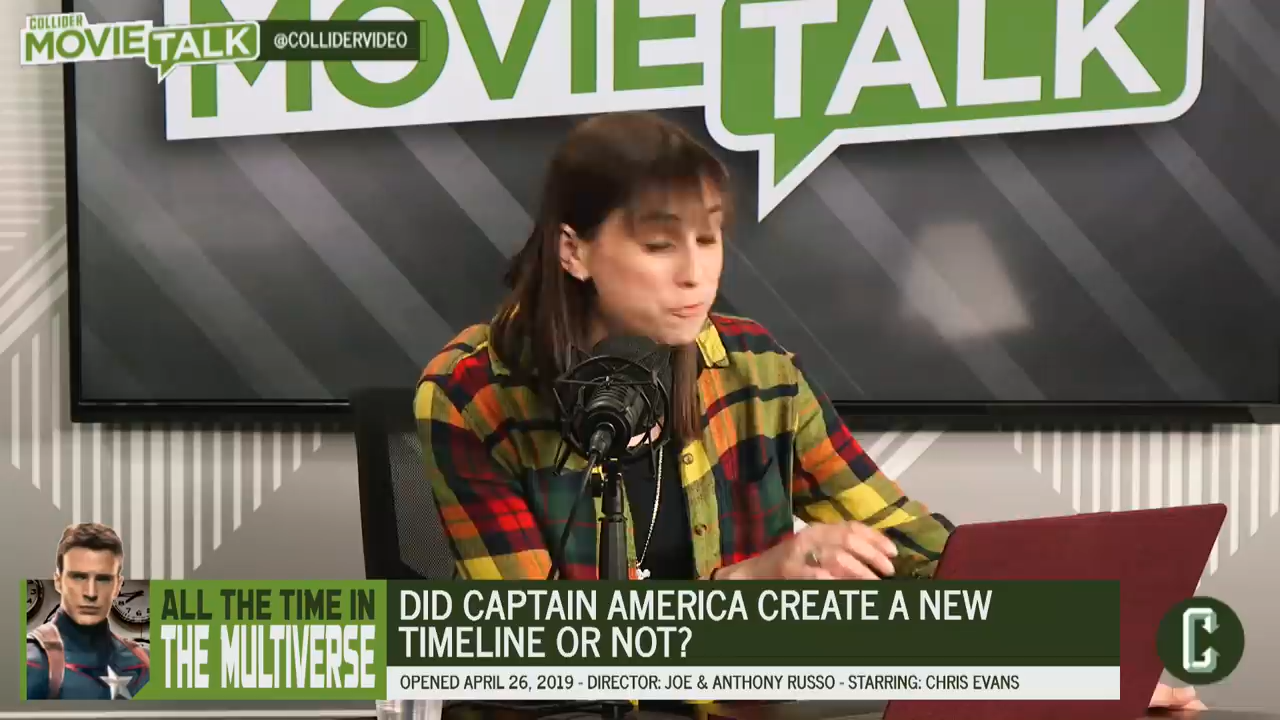 COLLIDER
MOVIE TALK
@COLLIDERVIDEO
MOVIE TALK
ALL THE TIME IN
THE MULTIVERSE
DID CAPTAIN AMERICA CREATE A NEW
TIMELINE OR NOT?
OPENED APRIL 26, 2019 - DIRECTOR: JOE & ANTHONY RUSSO - STARRING: CHRIS EVANS